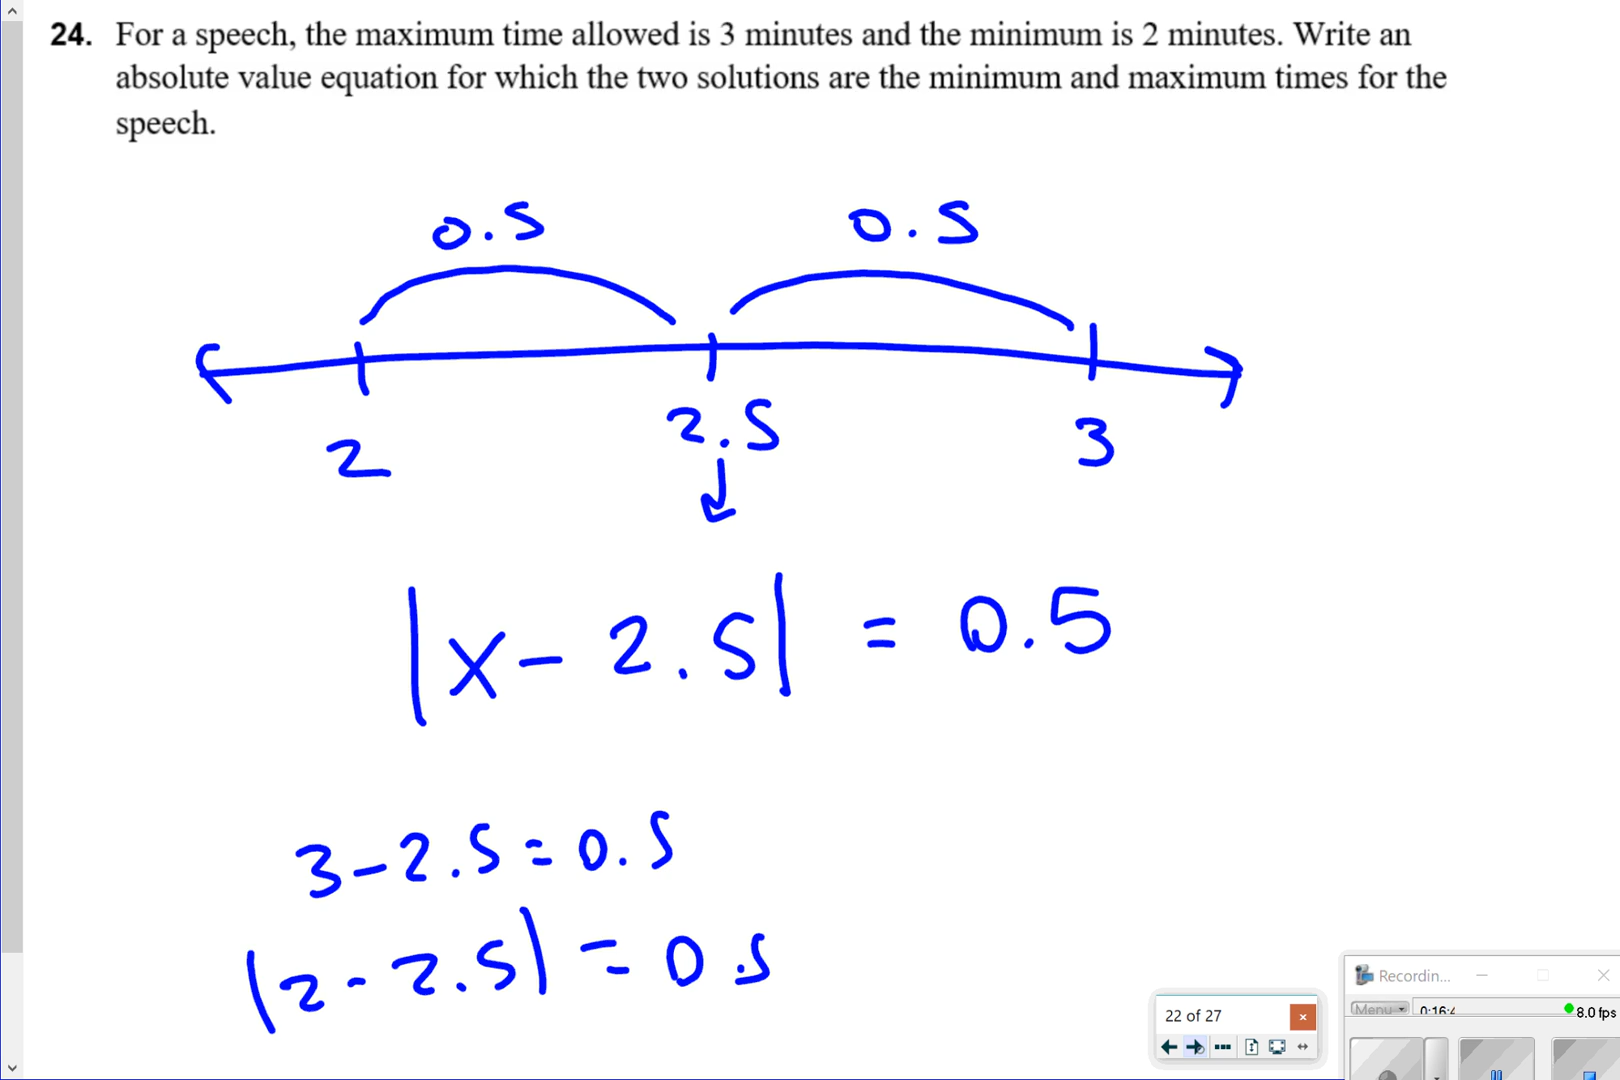 24. For a speech, the maximum time allowed is 3 minutes and the minimum is 2 minutes. Write an
absolute value equation for which the two solutions are the minimum and maximum times for the
speech.
0.5 0.5
2 2.5 3
|x - 2.5| = 0.5
3-2.5=0.5
|2-2.5|=0.5
Recordin...
22 of 27
Menu 8.0 fps